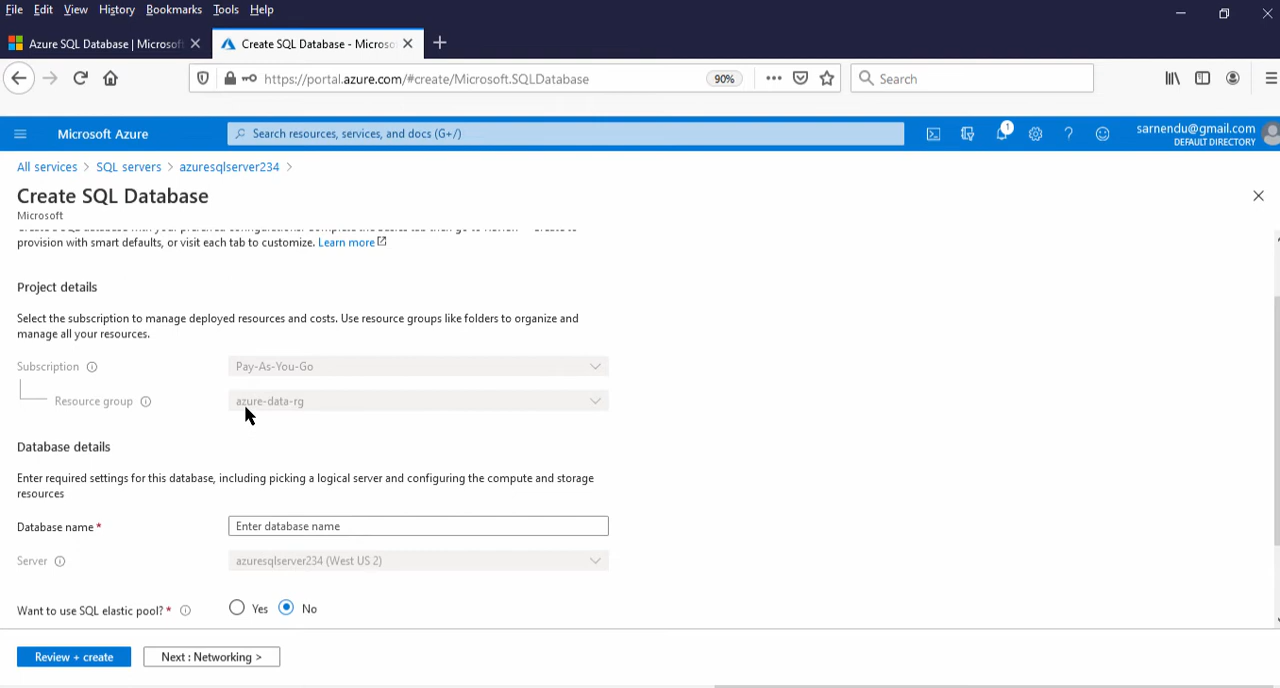 File Edit View History Bookmarks Tools Help
Azure SQL Database | Microsof
Create SQL Database - Microso
https://portal.azure.com/#create/Microsoft.SQLDatabase 90% Search
Microsoft Azure
Search resources, services, and docs (G+/)
1
sarnendu@gmail.com
DEFAULT DIRECTORY
All services > SQL servers > azuresqlserver234 >
Create SQL Database
Microsoft
provision with smart defaults, or visit each tab to customize. Learn more
Project details
Select the subscription to manage deployed resources and costs. Use resource groups like folders to organize and
manage all your resources.
Subscription Pay-As-You-Go
Resource group azure-data-rg
Database details
Enter required settings for this database, including picking a logical server and configuring the compute and storage
resources
Database name * Enter database name
Server azuresqlserver234 (West US 2)
Want to use SQL elastic pool? * Yes No
Review + create Next : Networking >